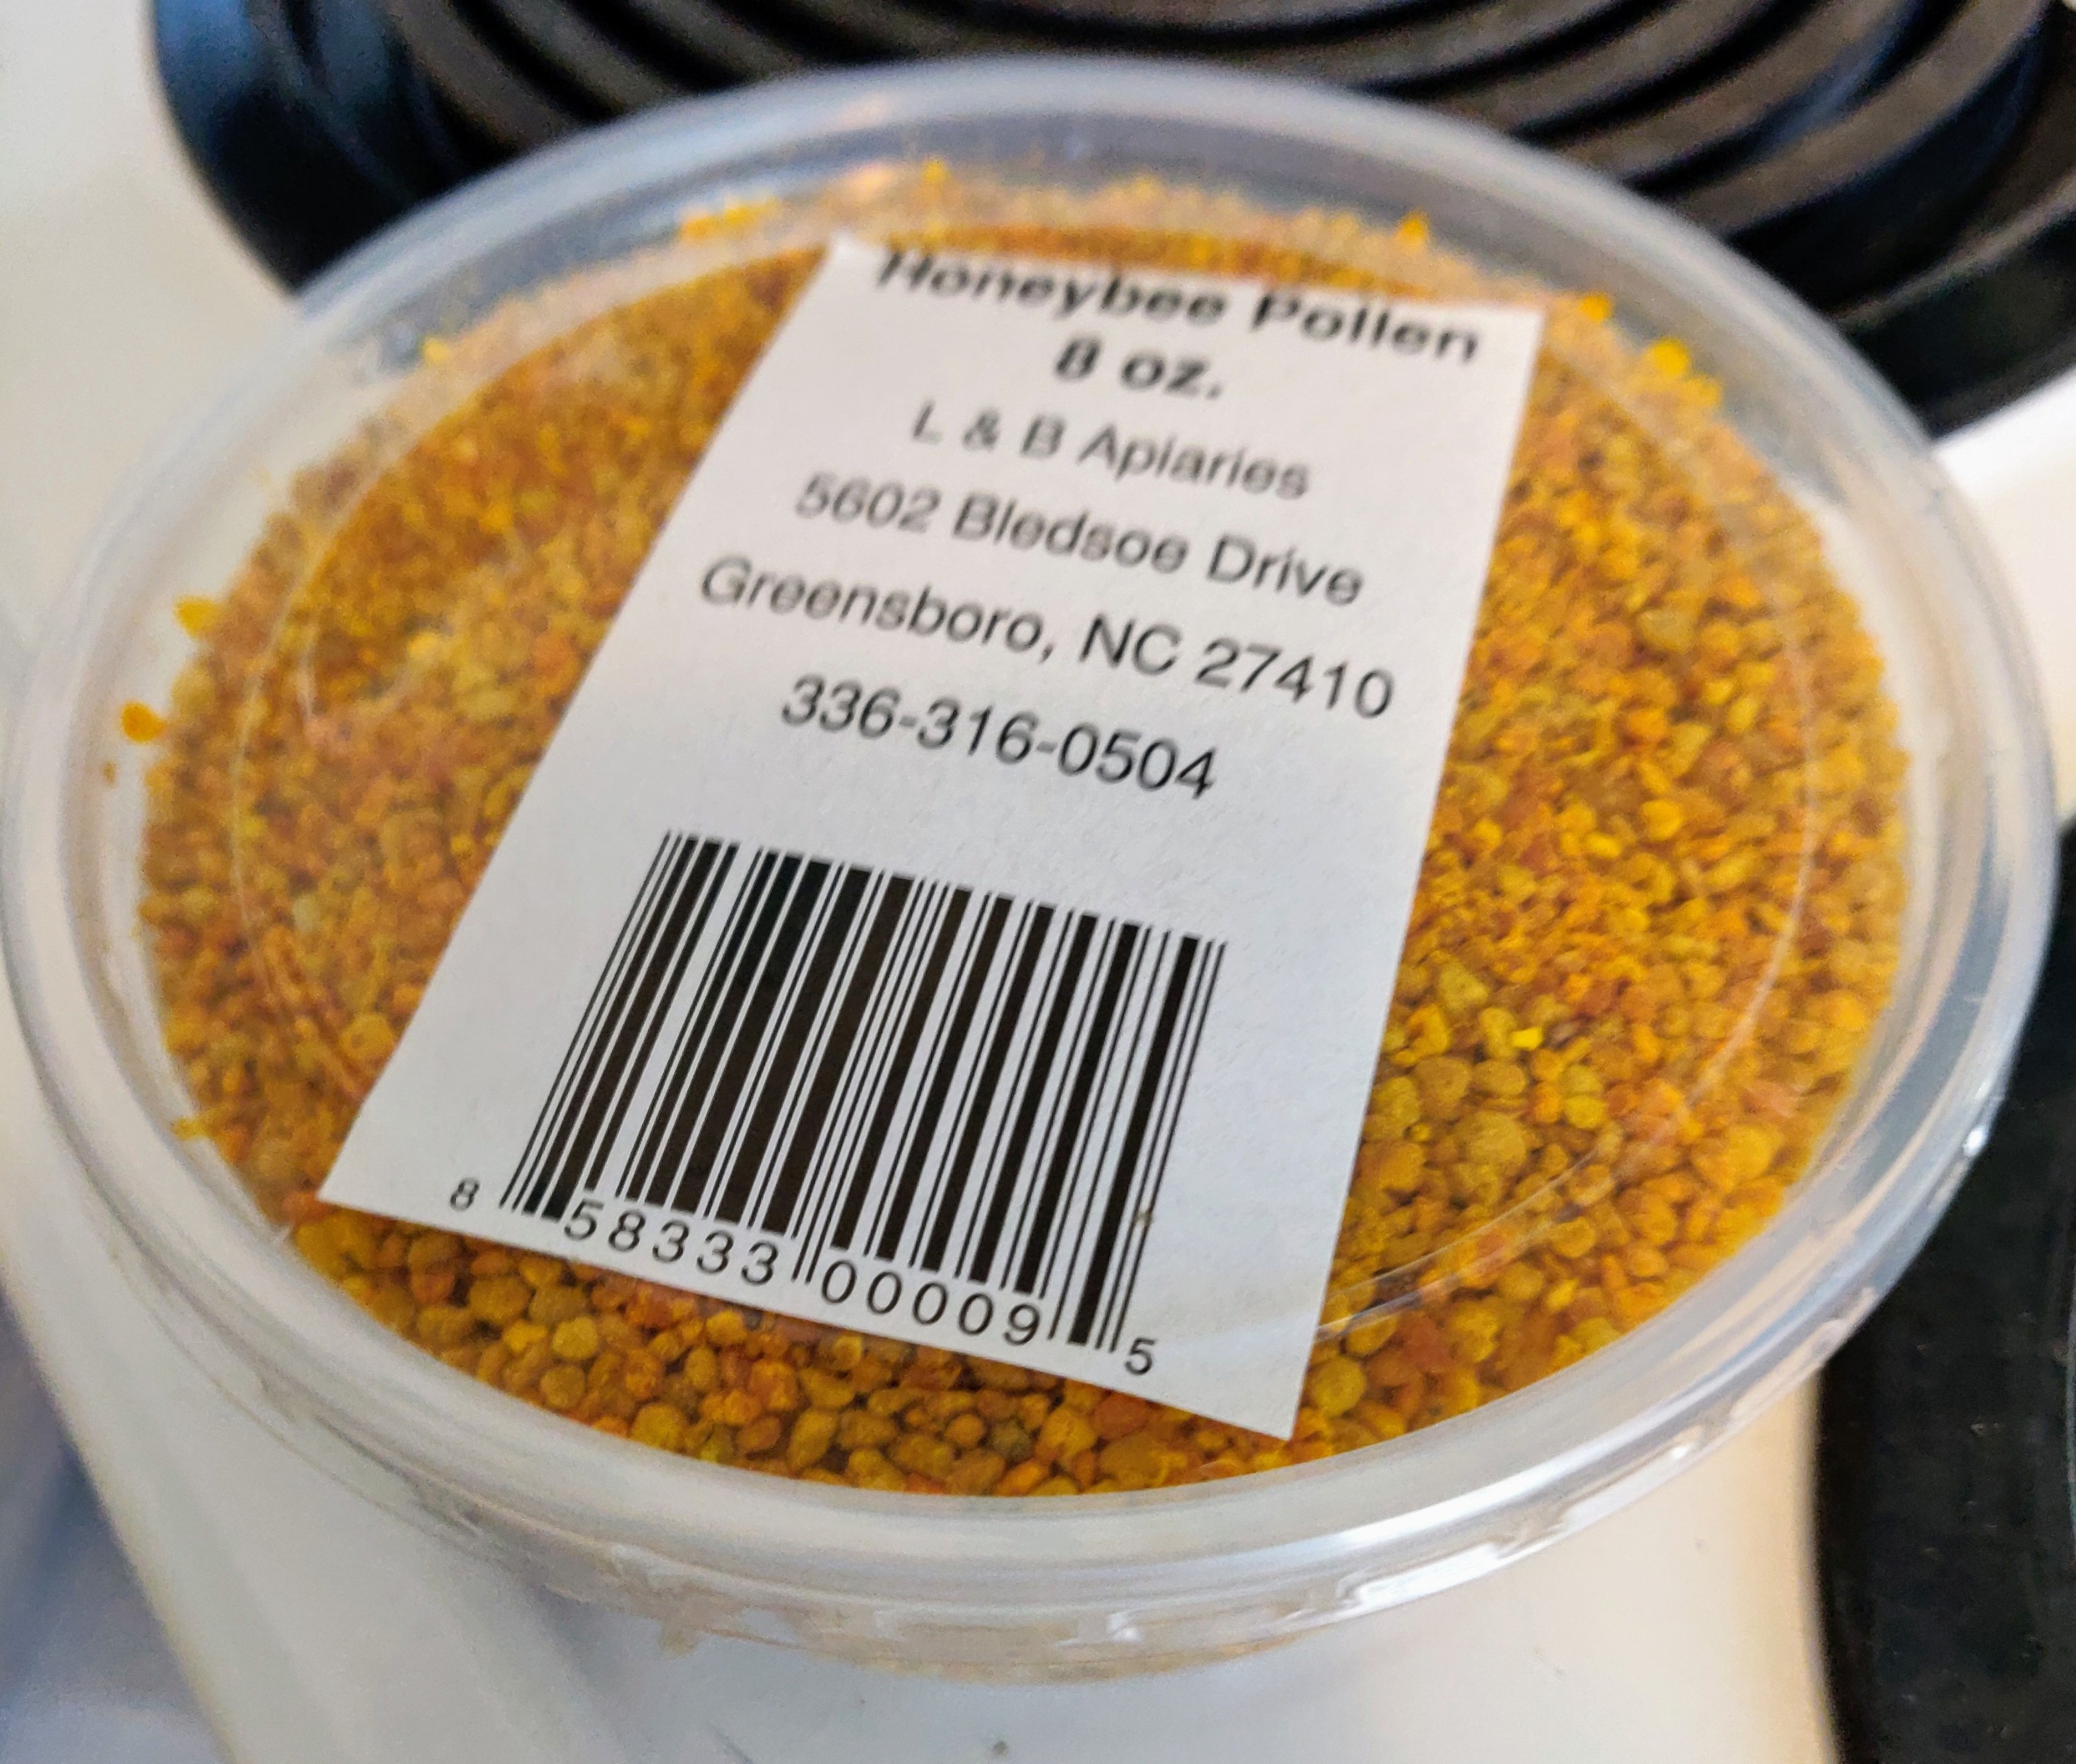 Honeybee Pollen
8 oz.
L & B Apiaries
5602 Bledsoe Drive
Greensboro, NC 27410
336-316-0504
8 58333 00009 5